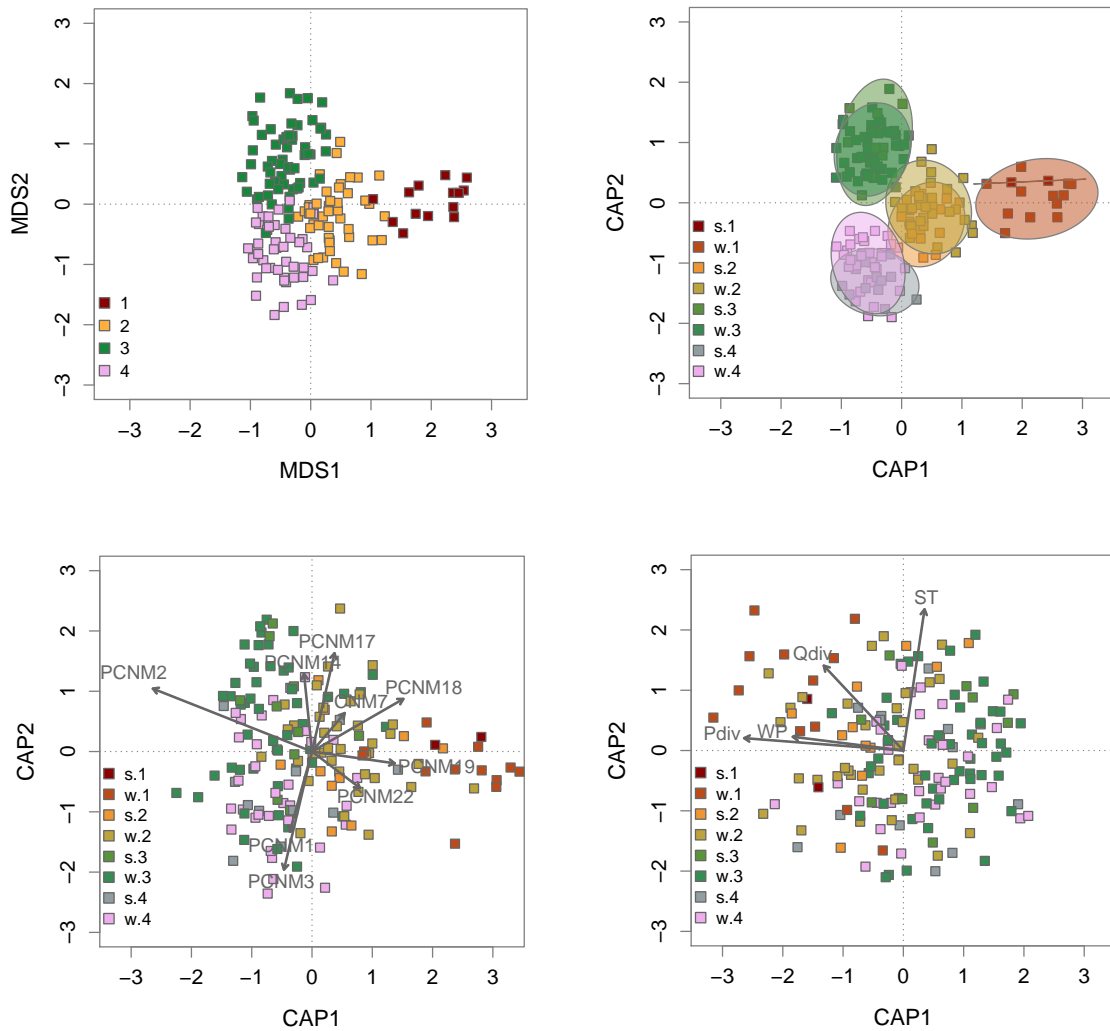 3
2
1
0
−1
−2
−3
MDS2
1
2
3
4
−3 −2 −1 0 1 2 3
MDS1
3
2
1
0
−1
−2
−3
CAP2
s.1
w.1
s.2
w.2
s.3
w.3
s.4
w.4
−3 −2 −1 0 1 2 3
CAP1
3
2
1
0
−1
−2
−3
CAP2
PCNM17
PCNM14
PCNM2
PCNM18
CNM7
PCNM19
PCNM22
PCNM1
PCNM3
s.1
w.1
s.2
w.2
s.3
w.3
s.4
w.4
−3 −2 −1 0 1 2 3
CAP1
3
2
1
0
−1
−2
−3
CAP2
ST
Qdiv
Pdiv WP
s.1
w.1
s.2
w.2
s.3
w.3
s.4
w.4
−3 −2 −1 0 1 2 3
CAP1